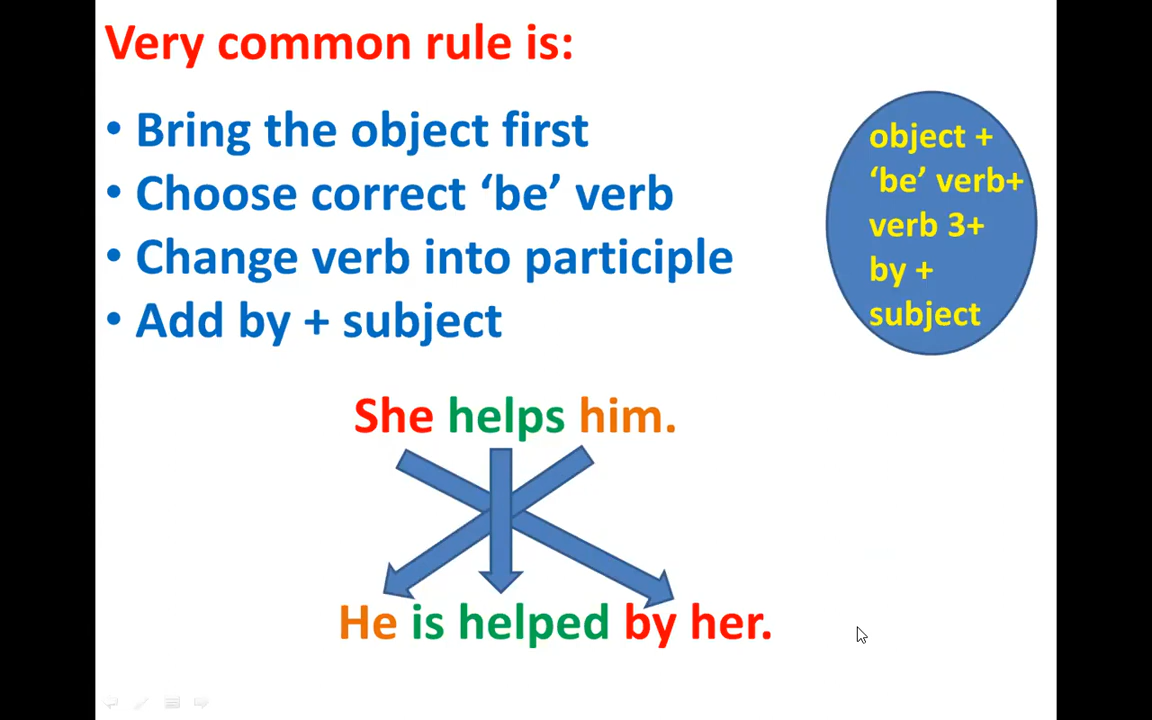 Very common rule is:
• Bring the object first
• Choose correct ‘be’ verb
• Change verb into participle
• Add by + subject
object +
‘be’ verb+
verb 3+
by +
subject
She helps him.
He is helped by her.